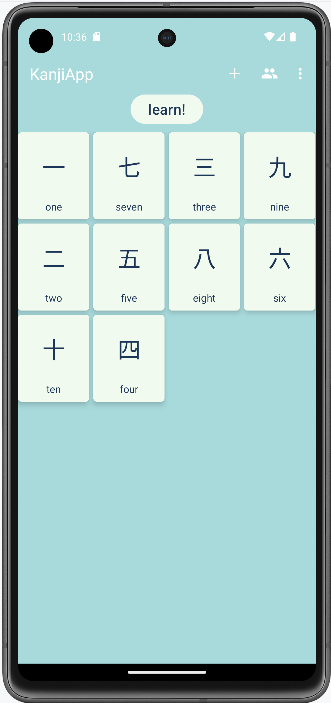 10:36
KanjiApp
learn!
一 七 三 九
one seven three nine
二 五 八 六
two five eight six
十 四
ten four